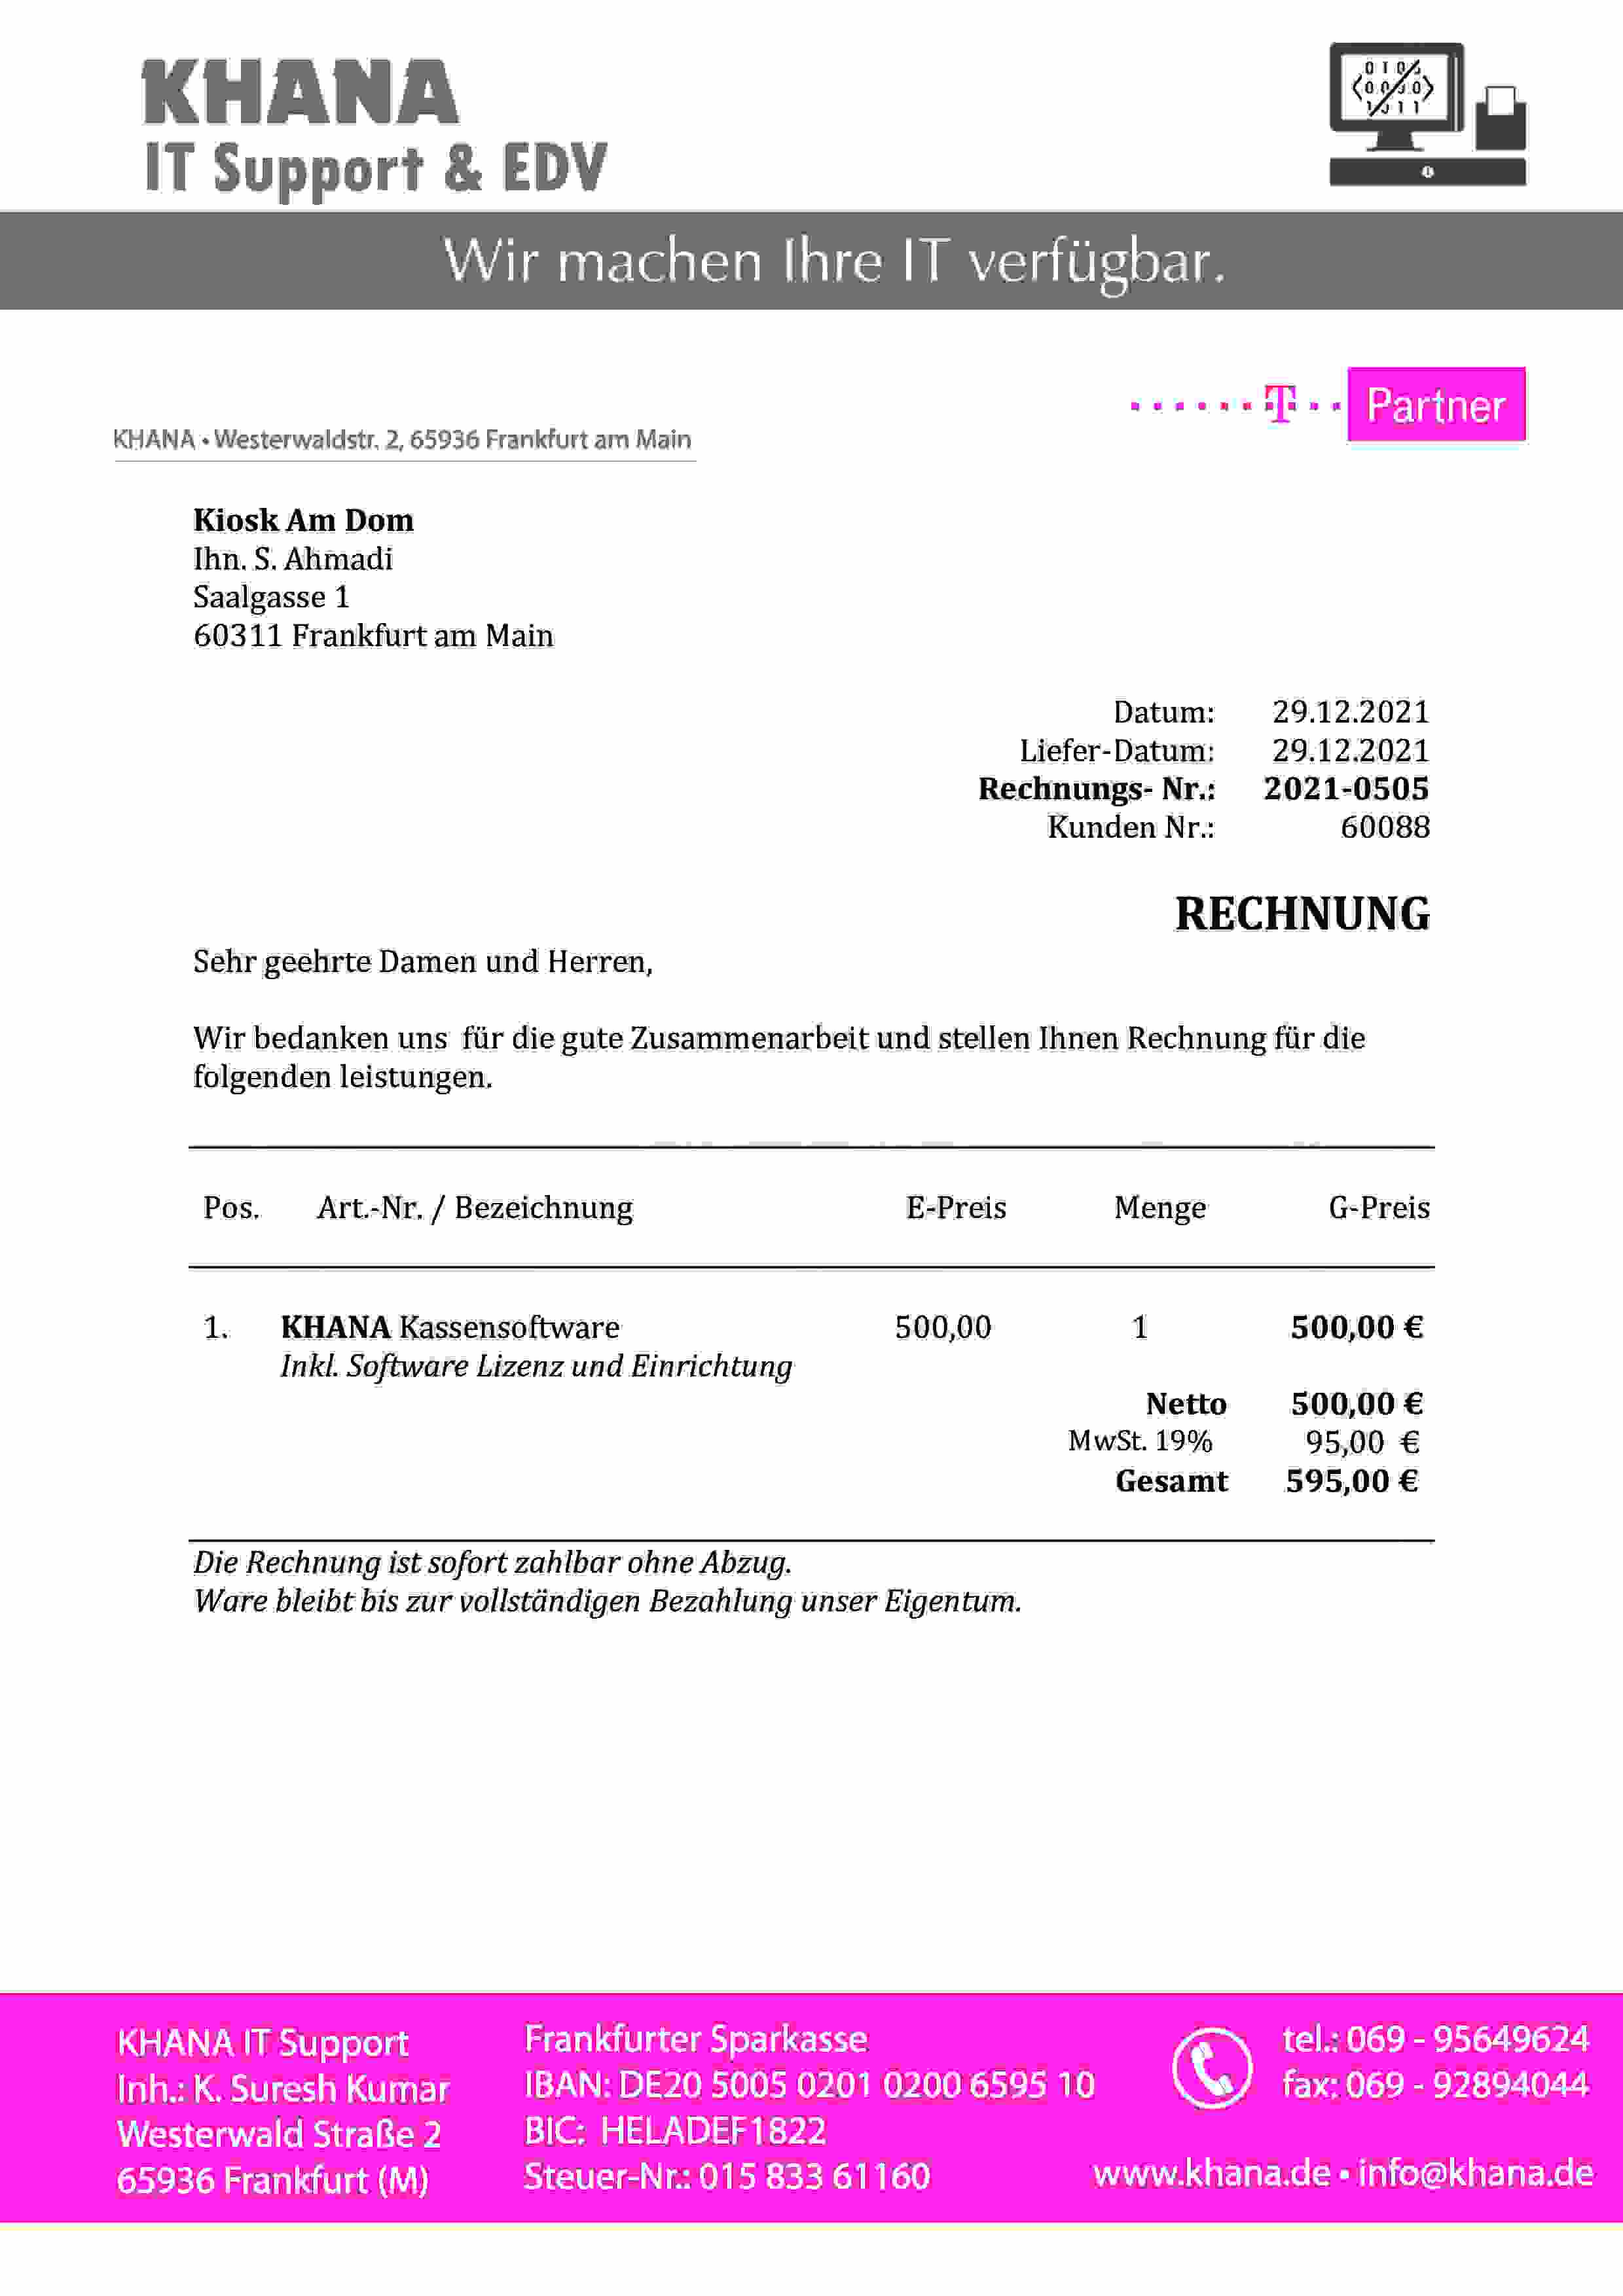 KHANA
IT Support & EDV
Wir machen Ihre IT verfügbar.
T Partner
KHANA • Westerwaldstr. 2, 65936 Frankfurt am Main
Kiosk Am Dom
Ihn. S. Ahmadi
Saalgasse 1
60311 Frankfurt am Main
Datum: 29.12.2021
Liefer-Datum: 29.12.2021
Rechnungs- Nr.: 2021-0505
Kunden Nr.: 60088
RECHNUNG
Sehr geehrte Damen und Herren,
Wir bedanken uns für die gute Zusammenarbeit und stellen Ihnen Rechnung für die
folgenden leistungen.
Pos. Art.-Nr. / Bezeichnung E-Preis Menge G-Preis
1. KHANA Kassensoftware 500,00 1 500,00 €
Inkl. Software Lizenz und Einrichtung
Netto 500,00 €
MwSt. 19% 95,00 €
Gesamt 595,00 €
Die Rechnung ist sofort zahlbar ohne Abzug.
Ware bleibt bis zur vollständigen Bezahlung unser Eigentum.
KHANA IT Support
Inh.: K. Suresh Kumar
Westerwald Straße 2
65936 Frankfurt (M)
Frankfurter Sparkasse
IBAN: DE20 5005 0201 0200 6595 10
BIC: HELADEF1822
Steuer-Nr.: 015 833 61160
tel.: 069 - 95649624
fax: 069 - 92894044
www.khana.de • info@khana.de